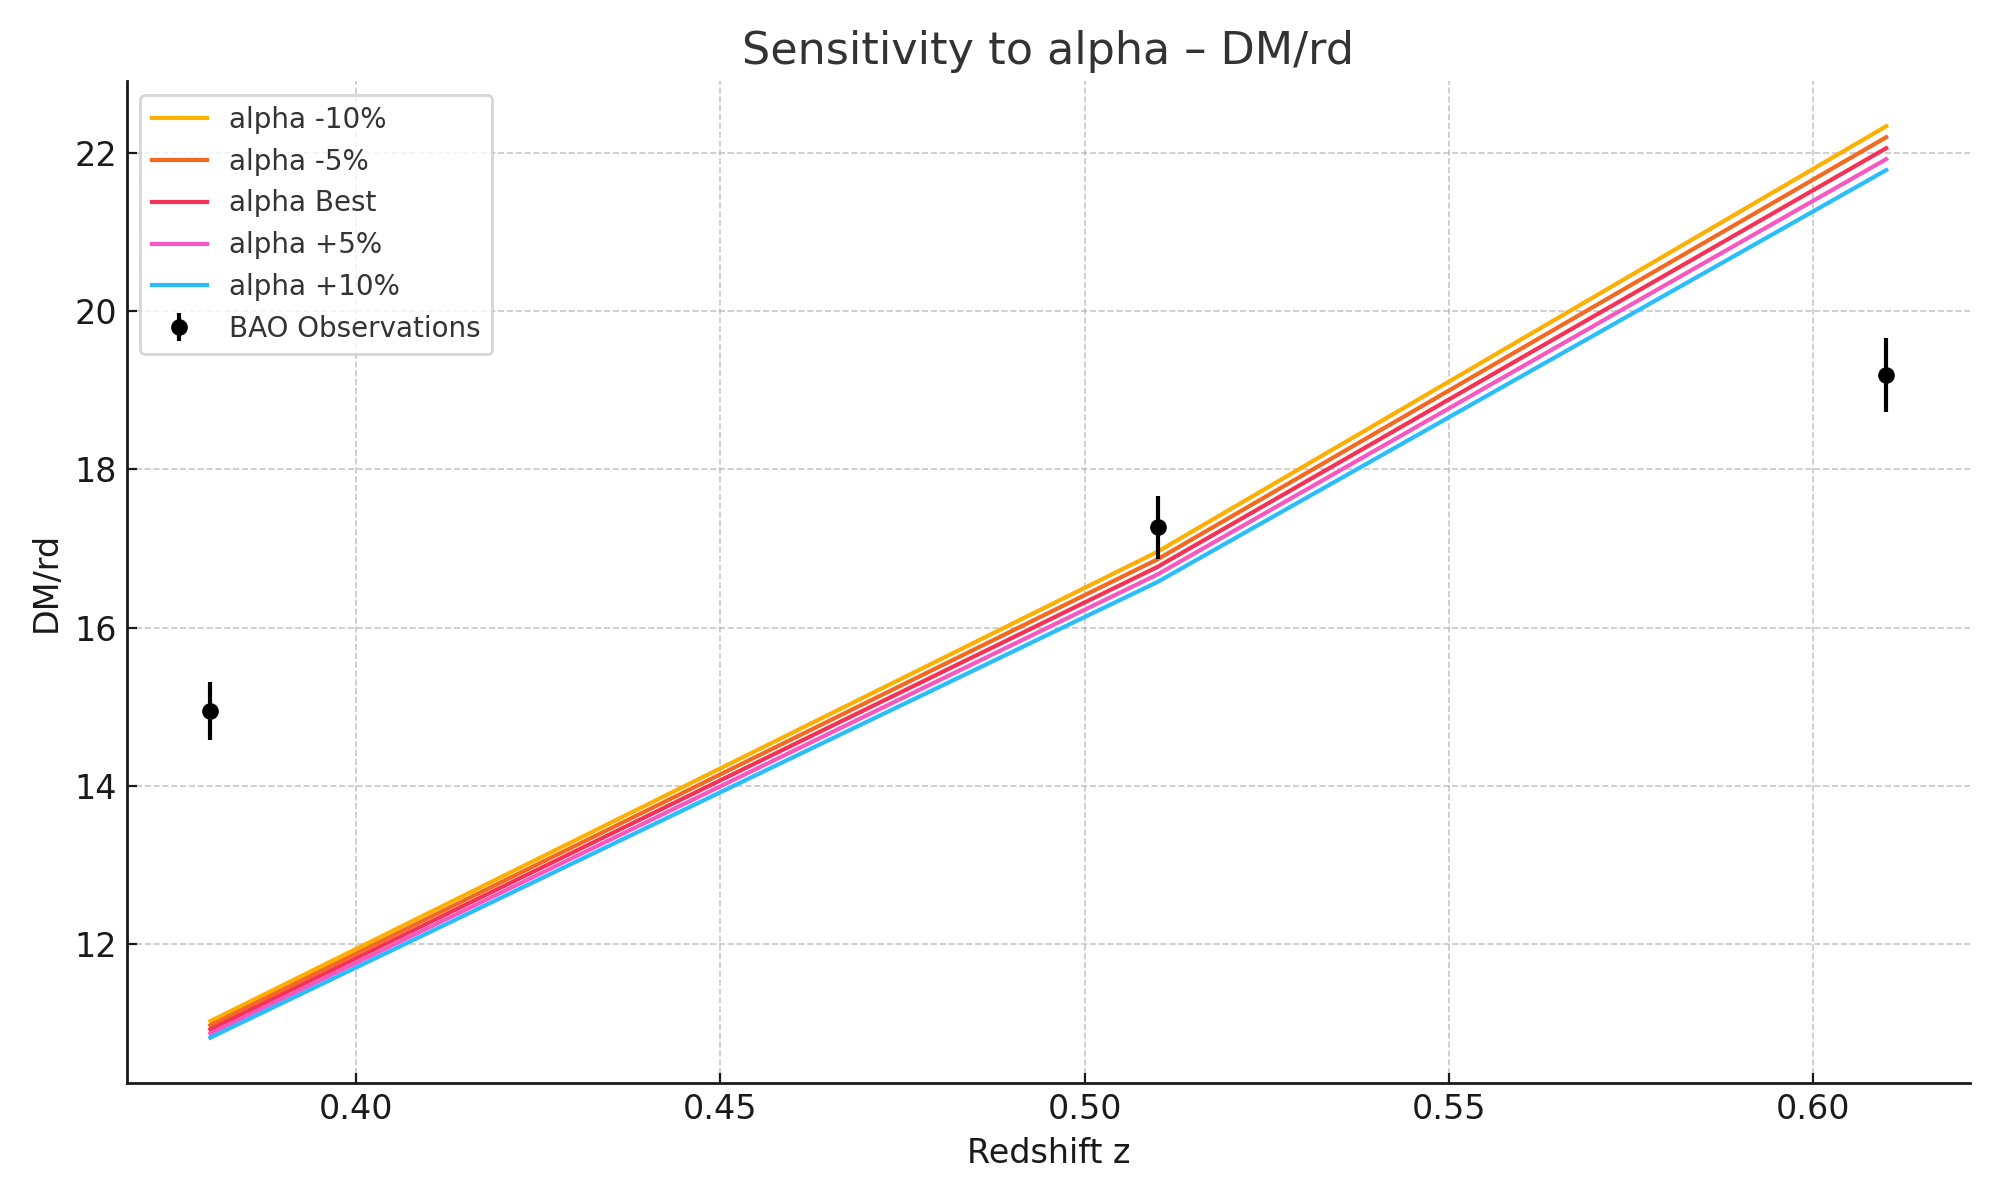 Sensitivity to alpha – DM/rd
alpha -10%
alpha -5%
alpha Best
alpha +5%
alpha +10%
BAO Observations
DM/rd
22
20
18
16
14
12
0.40 0.45 0.50 0.55 0.60
Redshift z